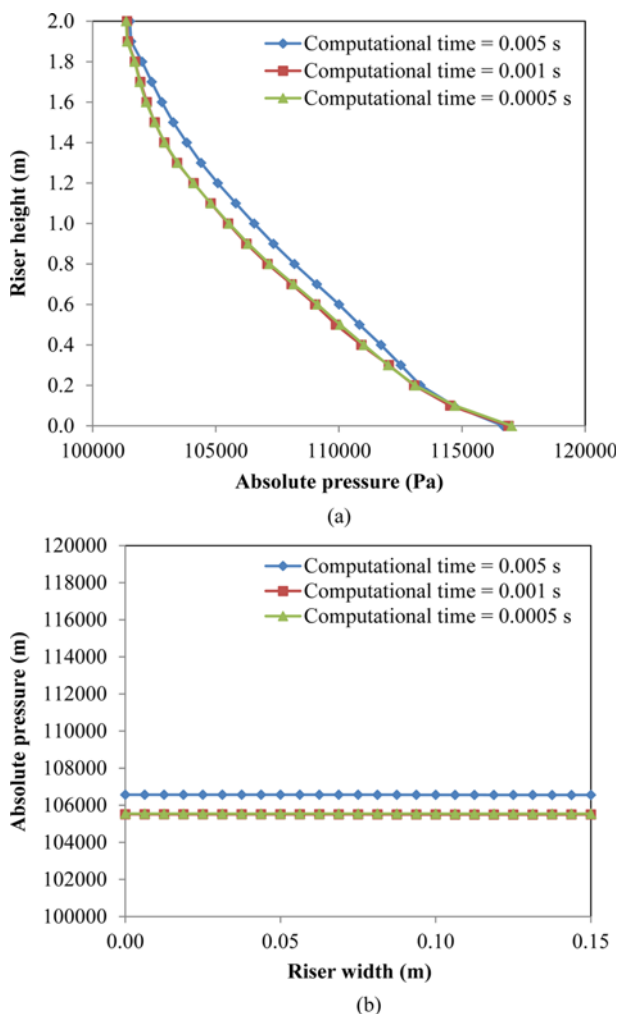 2.0
1.8
1.6
1.4
1.2
1.0
0.8
0.6
0.4
0.2
0.0
Riser height (m)
Computational time = 0.005 s
Computational time = 0.001 s
Computational time = 0.0005 s
100000 105000 110000 115000 120000
Absolute pressure (Pa)
(a)
120000
118000
116000
114000
112000
110000
108000
106000
104000
102000
100000
Absolute pressure (m)
Computational time = 0.005 s
Computational time = 0.001 s
Computational time = 0.0005 s
0.00 0.05 0.10 0.15
Riser width (m)
(b)